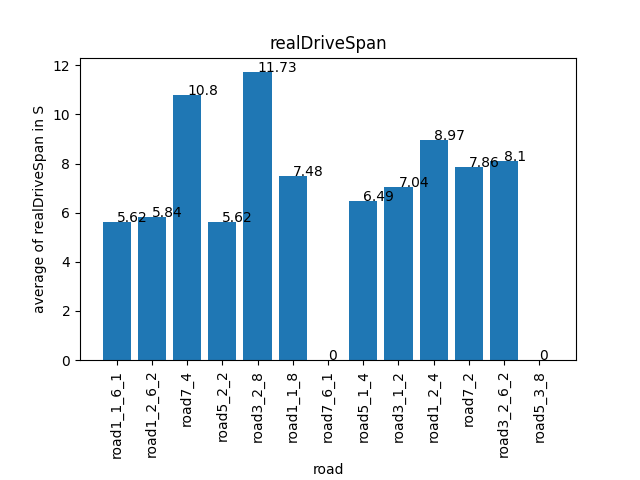 realDriveSpan
average of realDriveSpan in S
12
10
8
6
4
2
0
5.62
5.84
10.8
5.62
11.73
7.48
0
6.49
7.04
8.97
7.86
8.1
0
road1_1_6_1
road1_2_6_2
road7_4
road5_2_2
road3_2_8
road1_1_8
road7_6_1
road5_1_4
road3_1_2
road1_2_4
road7_2
road3_2_6_2
road5_3_8
road